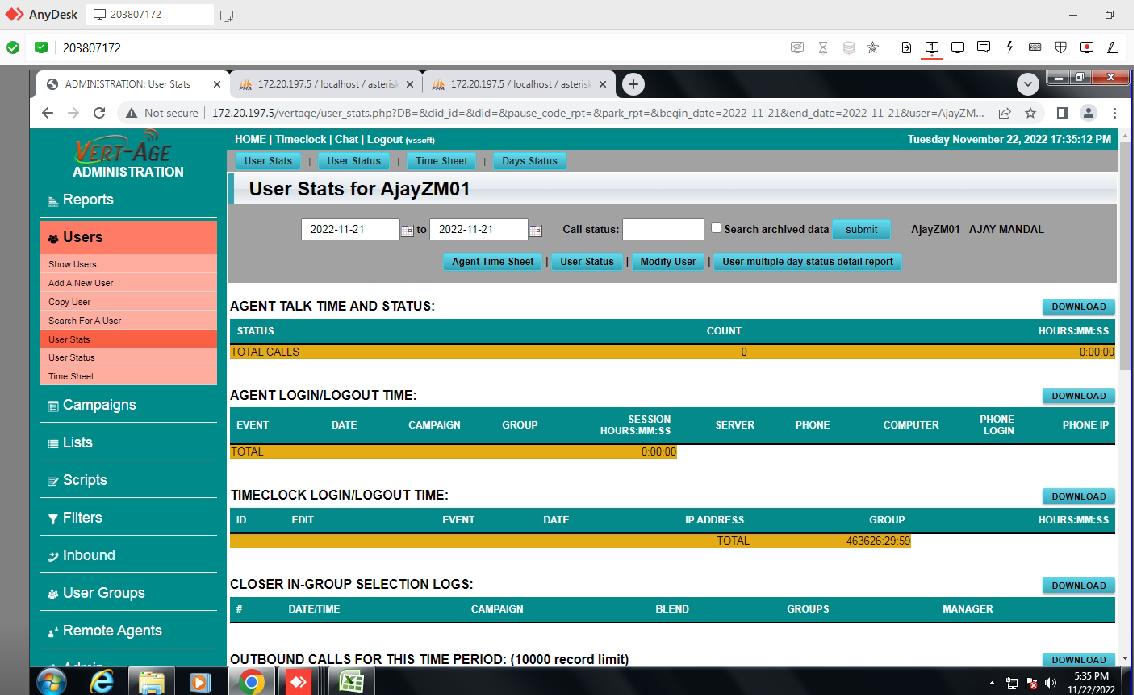 AnyDesk 203807172
203807172
ADMINISTRATION: User Stats 172.20.197.5 / localhost / asterisk 172.20.197.5 / localhost / asterisk
Not secure 172.20.197.5/vertage/user_stats.php?DB=&did_id=&did=&pause_code_rpt=&park_rpt=&begin_date=2022-11-21&end_date=2022-11-21&user=AjayZM...
VERT-AGE
ADMINISTRATION
HOME | Timeclock | Chat | Logout (vssoft) Tuesday November 22, 2022 17:35:12 PM
User Stats | User Status | Time Sheet | Days Status
User Stats for AjayZM01
2022-11-21 to 2022-11-21 Call status: Search archived data submit AjayZM01 AJAY MANDAL
Agent Time Sheet | User Status | Modify User | User multiple day status detail report
Reports
Users
Show Users
Add A New User
Copy User
Search For A User
User Stats
User Status
Time Sheet
Campaigns
Lists
Scripts
Filters
Inbound
User Groups
Remote Agents
Admin
AGENT TALK TIME AND STATUS: DOWNLOAD
STATUS COUNT HOURS:MM:SS
TOTAL CALLS 0 0:00:00
AGENT LOGIN/LOGOUT TIME: DOWNLOAD
EVENT DATE CAMPAIGN GROUP SESSION HOURS:MM:SS SERVER PHONE COMPUTER PHONE LOGIN PHONE IP
TOTAL 0:00:00
TIMECLOCK LOGIN/LOGOUT TIME: DOWNLOAD
ID EDIT EVENT DATE IP ADDRESS GROUP HOURS:MM:SS
TOTAL 463626:29:59
CLOSER IN-GROUP SELECTION LOGS: DOWNLOAD
# DATE/TIME CAMPAIGN BLEND GROUPS MANAGER
OUTBOUND CALLS FOR THIS TIME PERIOD: (10000 record limit) DOWNLOAD
5:35 PM
11/22/2022